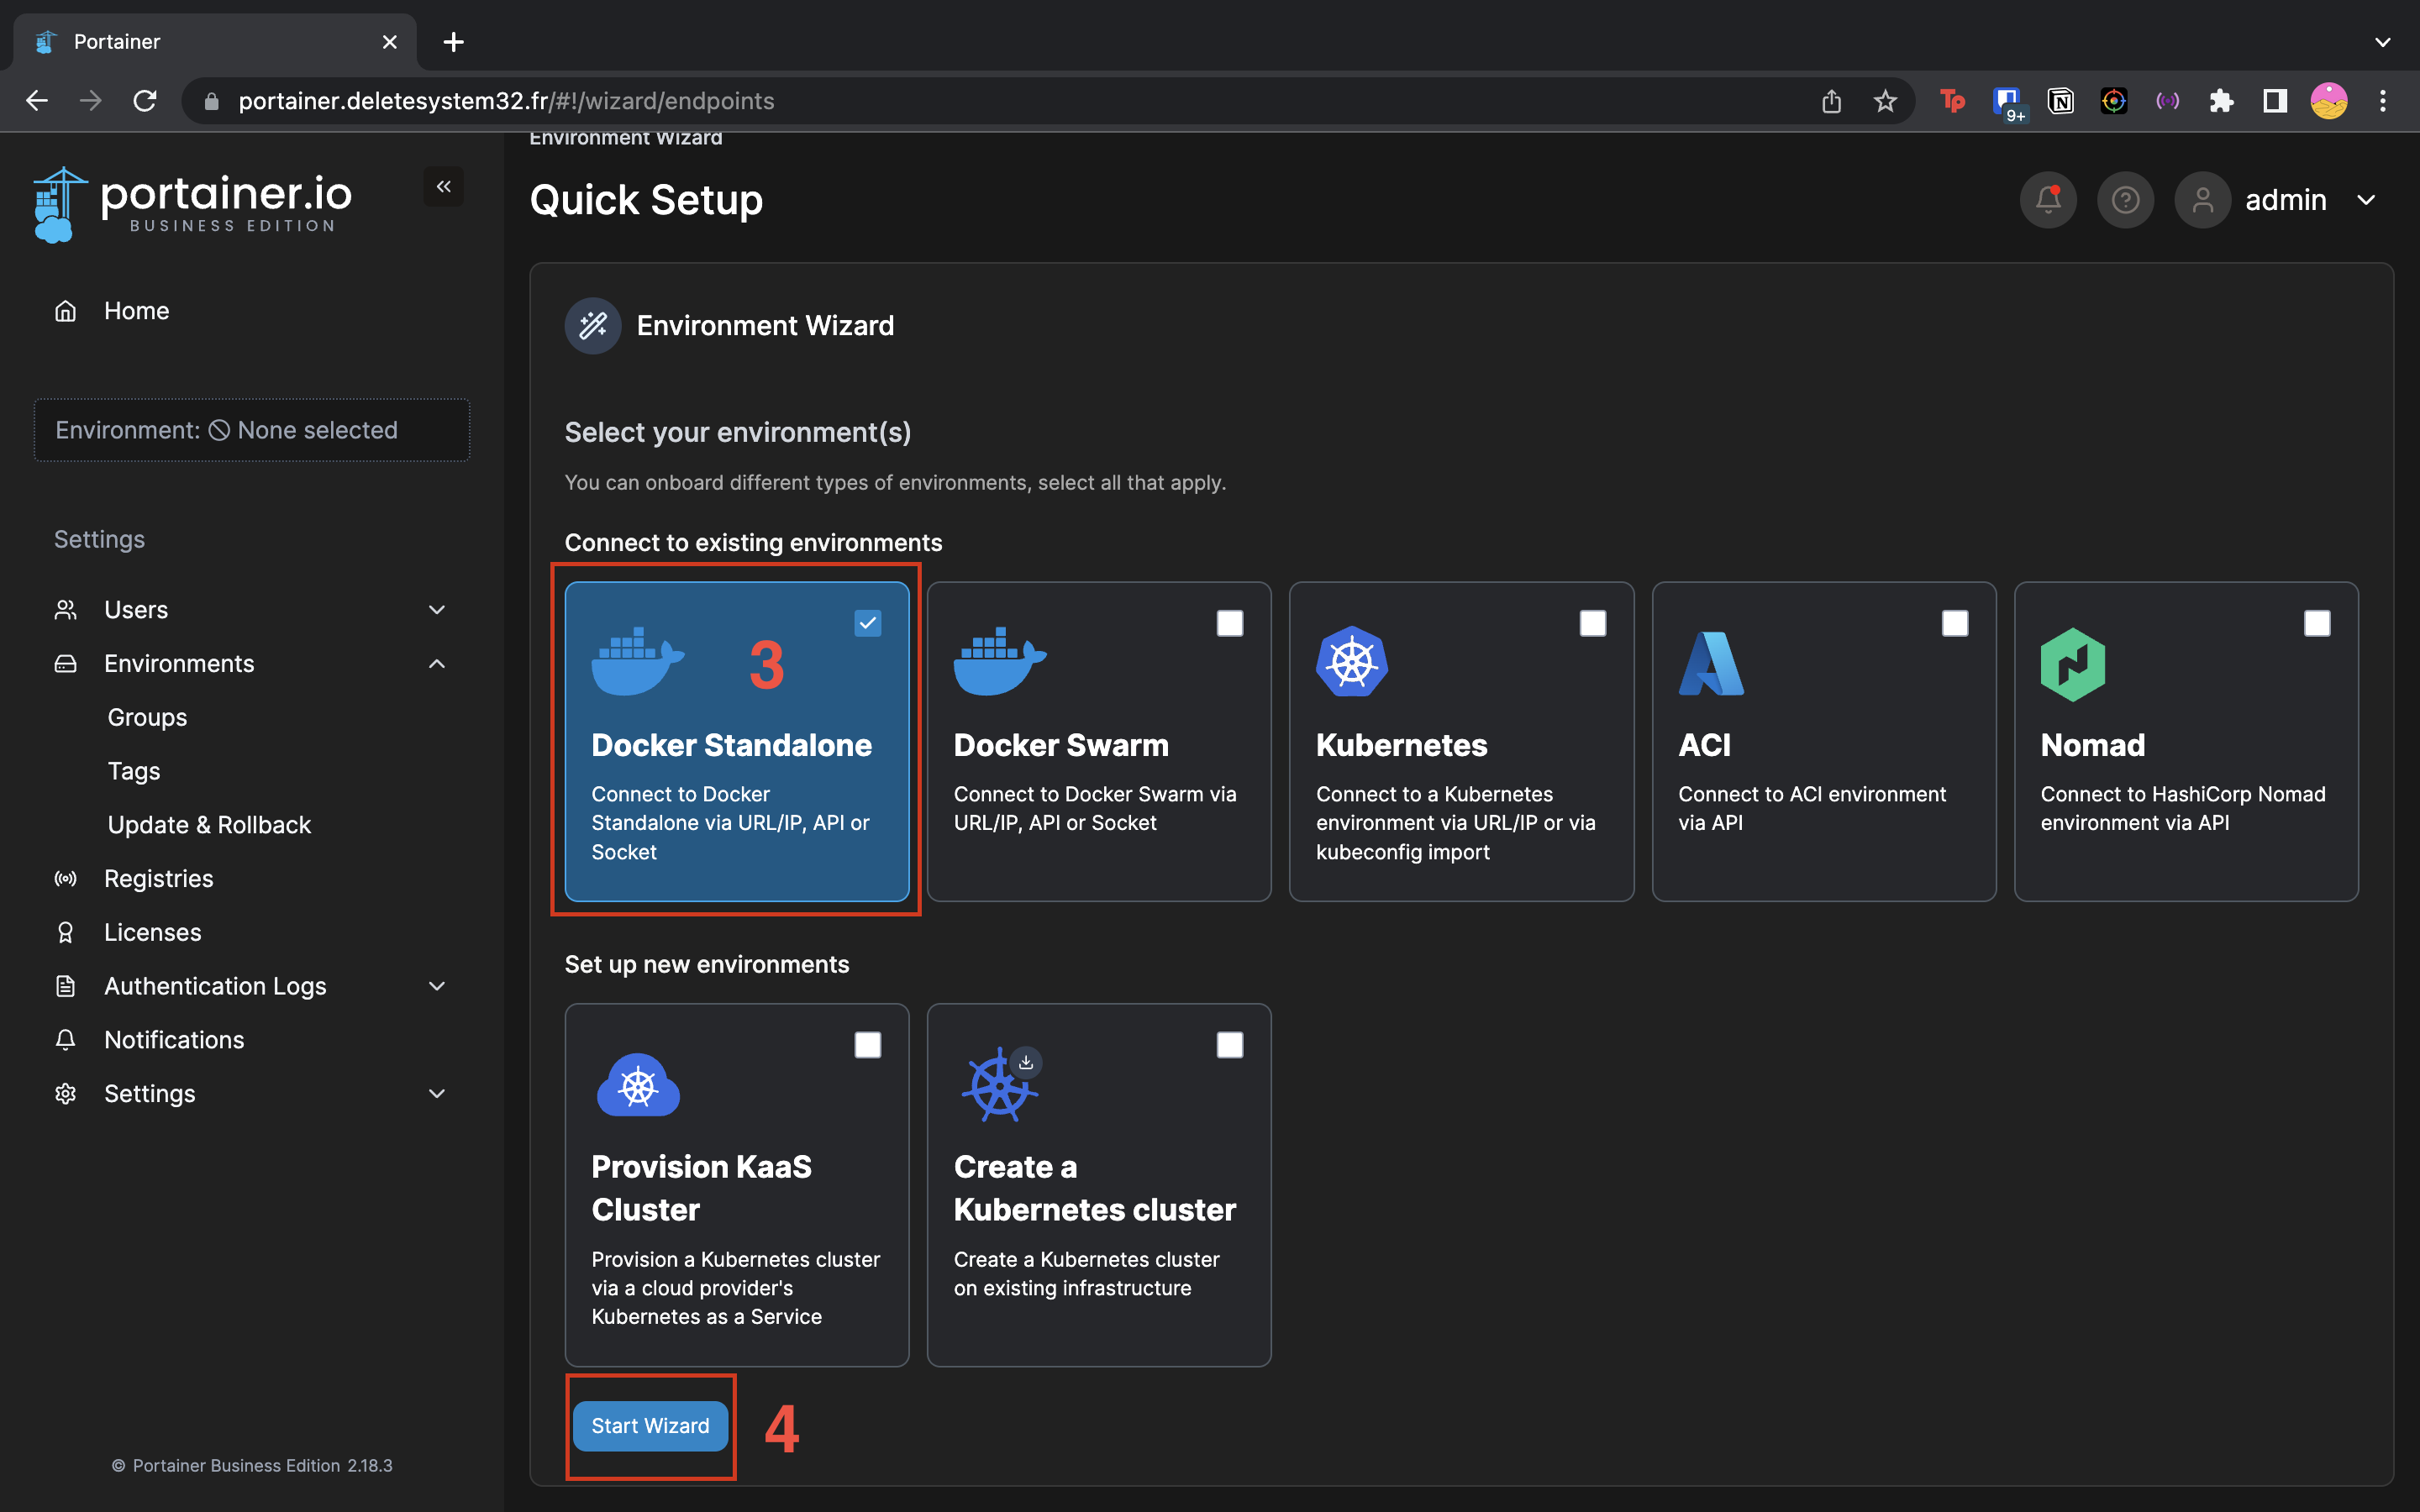 Portainer
portainer.deletesystem32.fr/#!/wizard/endpoints
Tp
9+
N
portainer.io
BUSINESS EDITION
Home
Environment: None selected
Settings
Users
Environments
Groups
Tags
Update & Rollback
Registries
Licenses
Authentication Logs
Notifications
Settings
© Portainer Business Edition 2.18.3
Environment Wizard
Quick Setup
admin
Environment Wizard
Select your environment(s)
You can onboard different types of environments, select all that apply.
Connect to existing environments
3
Docker Standalone
Connect to Docker
Standalone via URL/IP, API or
Socket
Docker Swarm
Connect to Docker Swarm via
URL/IP, API or Socket
Kubernetes
Connect to a Kubernetes
environment via URL/IP or via
kubeconfig import
ACI
Connect to ACI environment
via API
Nomad
Connect to HashiCorp Nomad
environment via API
Set up new environments
Provision KaaS
Cluster
Provision a Kubernetes cluster
via a cloud provider's
Kubernetes as a Service
Create a
Kubernetes cluster
Create a Kubernetes cluster
on existing infrastructure
Start Wizard
4